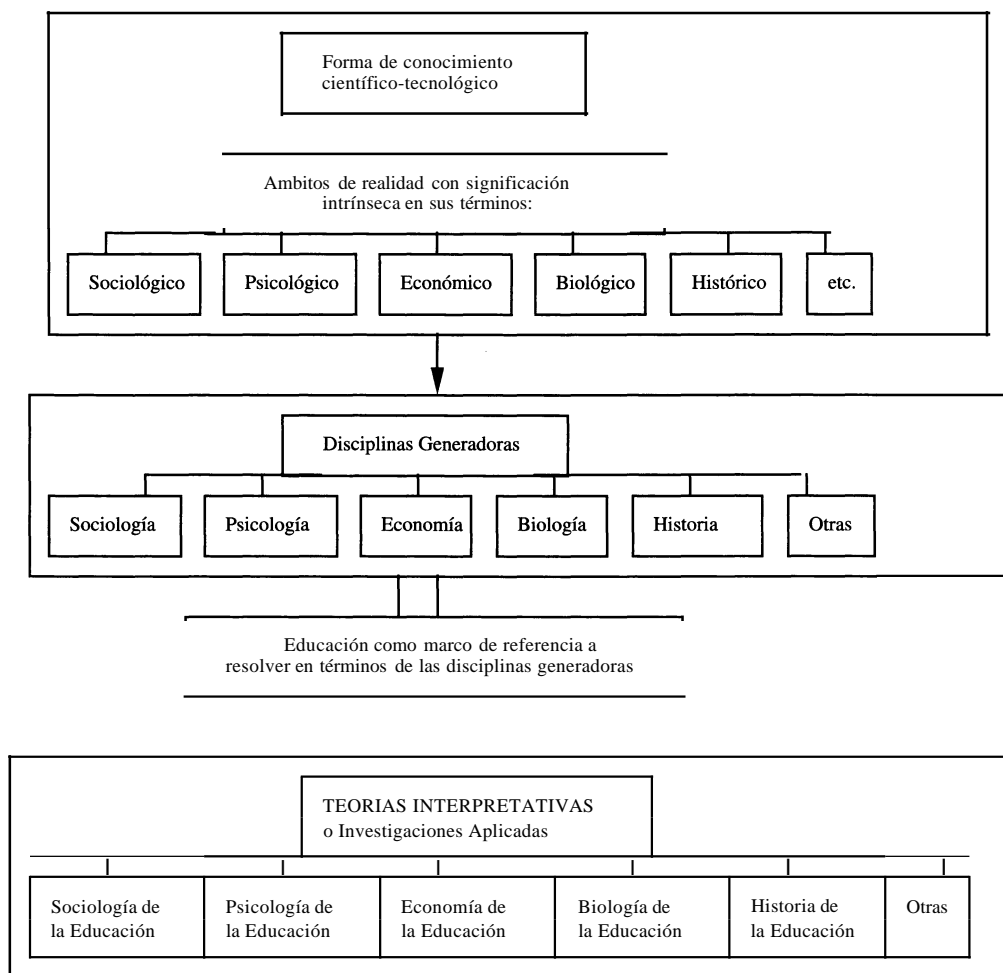 Forma de conocimiento
científico-tecnológico
Ambitos de realidad con significación
intrínseca en sus términos:
Sociológico
Psicológico
Económico
Biológico
Histórico
etc.
Disciplinas Generadoras
Sociología
Psicología
Economía
Biología
Historia
Otras
Educación como marco de referencia a
resolver en términos de las disciplinas generadoras
TEORIAS INTERPRETATIVAS
o Investigaciones Aplicadas
Sociología de
la Educación
Psicología de
la Educación
Economía de
la Educación
Biología de
la Educación
Historia de
la Educación
Otras